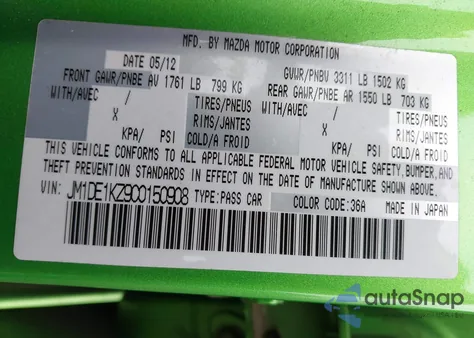 MFD. BY MAZDA MOTOR CORPORATION
DATE 05/12 GVWR/PNBV 3311 LB 1502 KG
FRONT GAWR/PNBE AV 1761 LB 799 KG REAR GAWR/PNBE AR 1550 LB 703 KG
WITH/AVEC / TIRES/PNEUS WITH/AVEC / TIRES/PNEUS
X RIMS/JANTES X RIMS/JANTES
KPA/ PSI COLD/A FROID KPA/ PSI COLD/A FROID
THIS VEHICLE CONFORMS TO ALL APPLICABLE FEDERAL MOTOR VEHICLE SAFETY,BUMPER,AND
THEFT PREVENTION STANDARDS IN EFFECT ON THE DATE OF MANUFACTURE SHOWN ABOVE.
VIN: JM1DE1KZ9C0150908 TYPE:PASS CAR COLOR CODE:36A MADE IN JAPAN
autaSnap